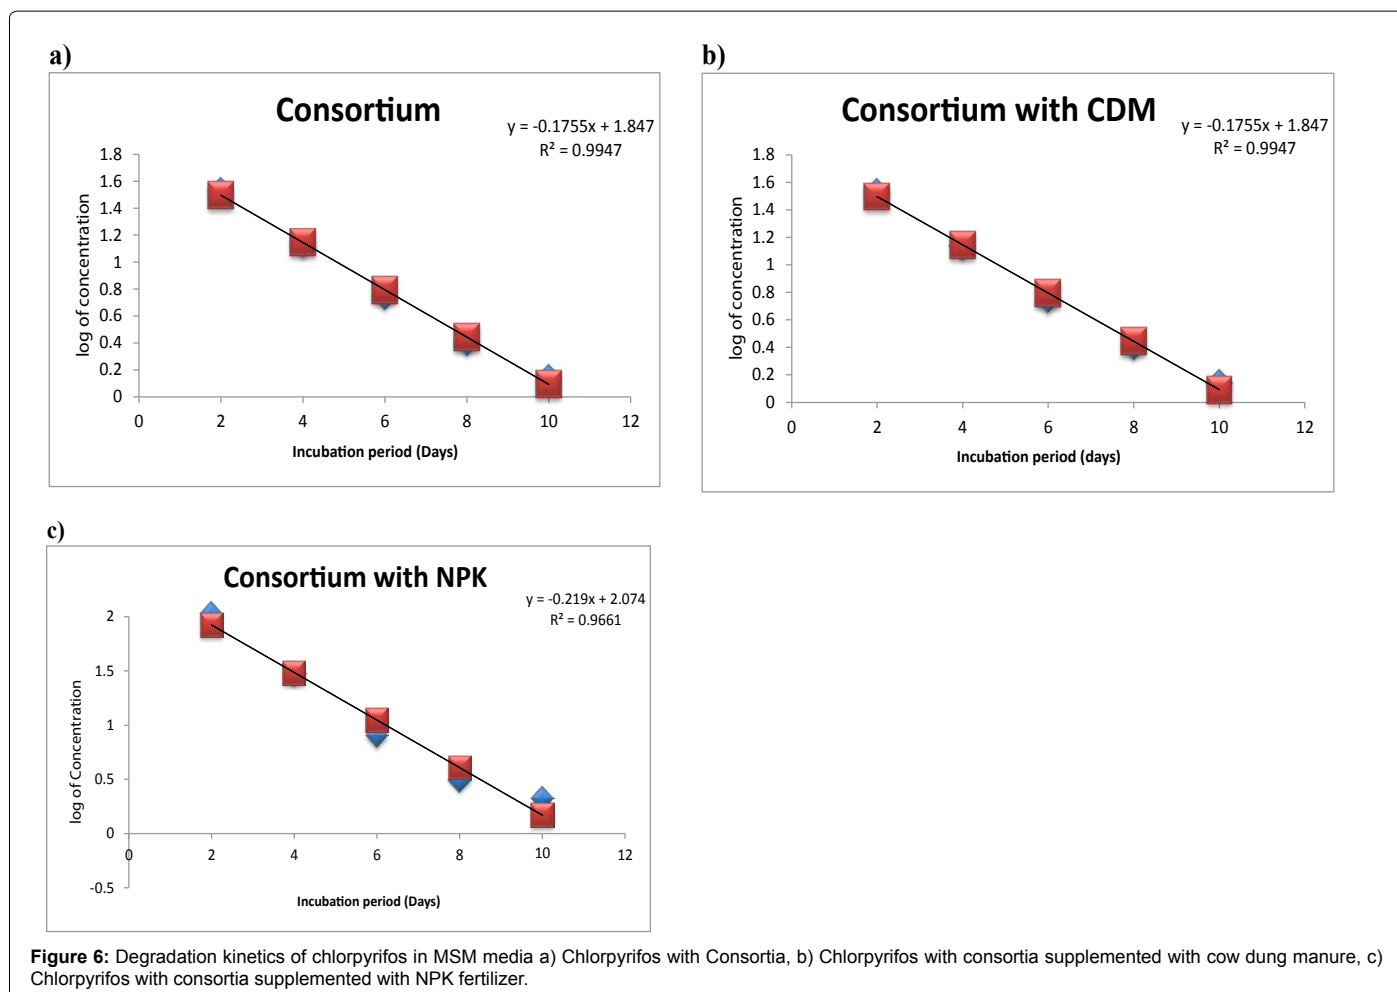 a)
Consortium
y = -0.1755x + 1.847
R² = 0.9947
1.8
1.6
1.4
1.2
1
0.8
0.6
0.4
0.2
0
0 2 4 6 8 10 12
log of concentration
Incubation period (Days)
b)
Consortium with CDM
y = -0.1755x + 1.847
R² = 0.9947
1.8
1.6
1.4
1.2
1
0.8
0.6
0.4
0.2
0
0 2 4 6 8 10 12
log of concentration
Incubation period (days)
c)
Consortium with NPK
y = -0.219x + 2.074
R² = 0.9661
2
1.5
1
0.5
0
-0.5
0 2 4 6 8 10 12
log of Concentration
Incubation period (Days)
Figure 6: Degradation kinetics of chlorpyrifos in MSM media a) Chlorpyrifos with Consortia, b) Chlorpyrifos with consortia supplemented with cow dung manure, c)
Chlorpyrifos with consortia supplemented with NPK fertilizer.